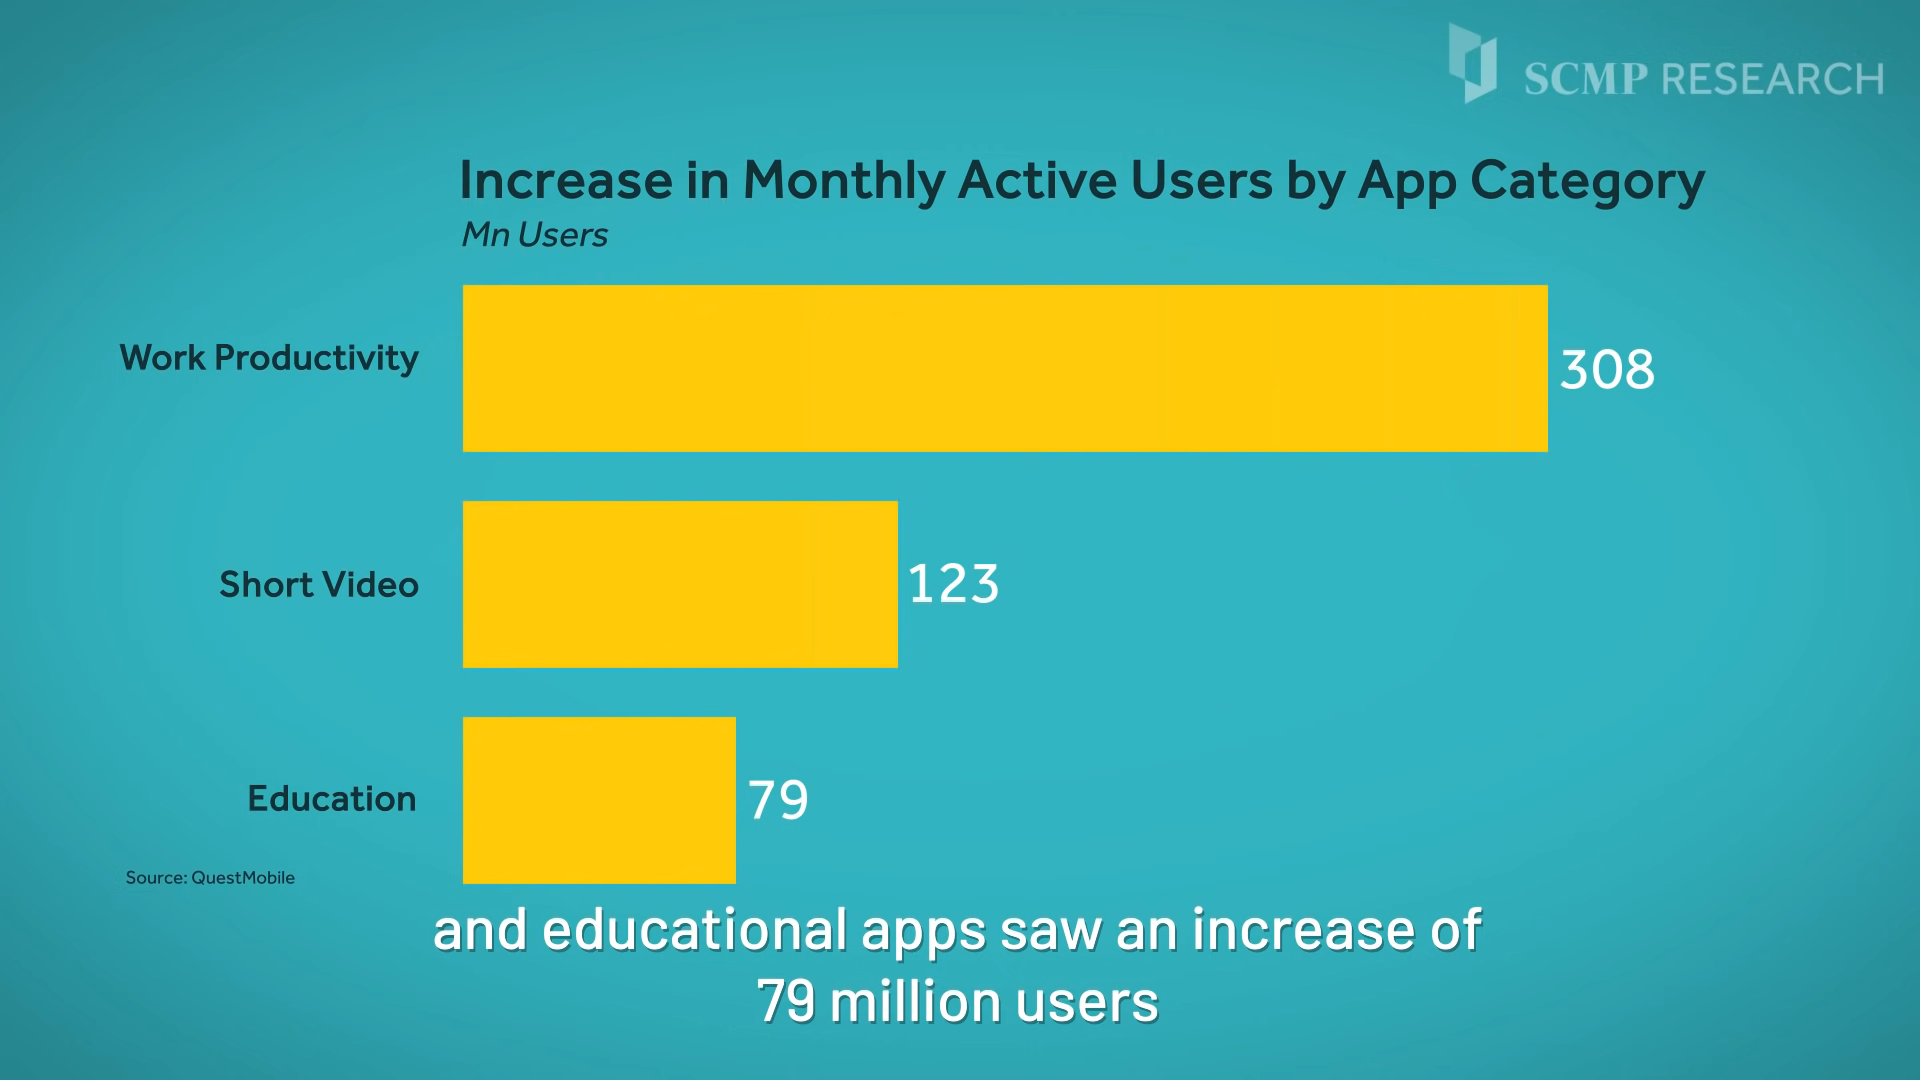 SCMP RESEARCH
Increase in Monthly Active Users by App Category
Mn Users
Work Productivity
308
Short Video
123
Education
79
Source: QuestMobile
and educational apps saw an increase of
79 million users